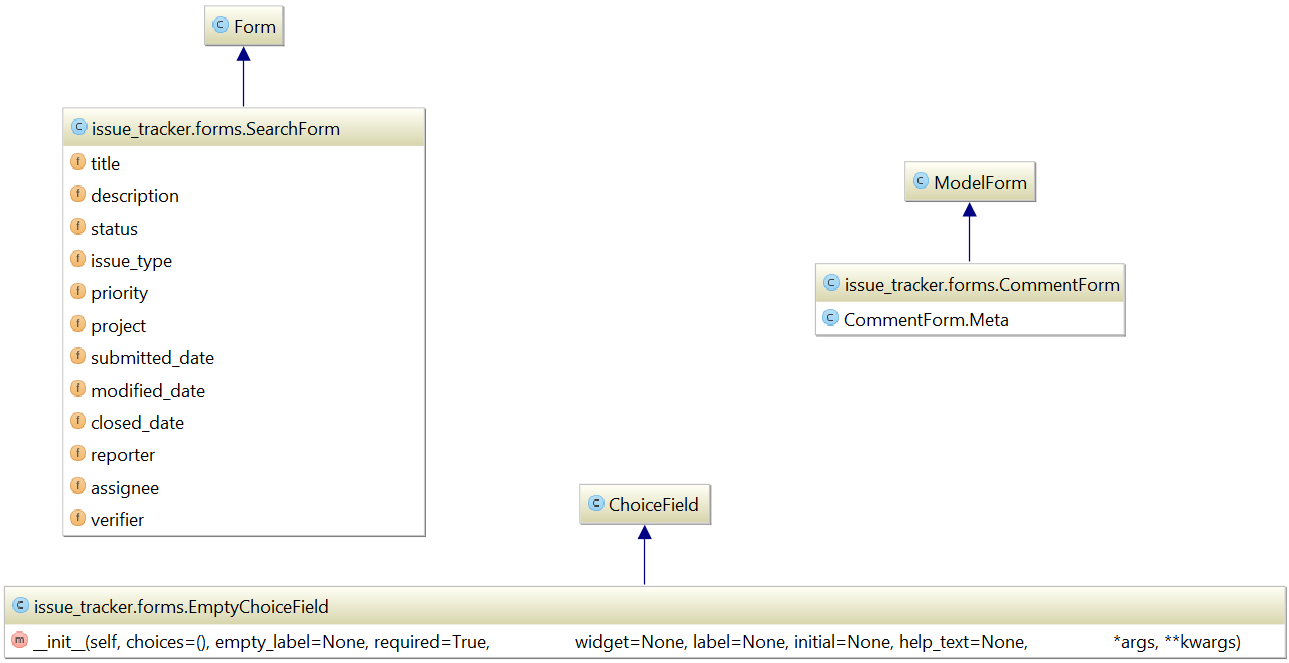 Form
issue_tracker.forms.SearchForm
title
description
status
issue_type
priority
project
submitted_date
modified_date
closed_date
reporter
assignee
verifier
ModelForm
issue_tracker.forms.CommentForm
CommentForm.Meta
ChoiceField
issue_tracker.forms.EmptyChoiceField
__init__(self, choices=(), empty_label=None, required=True, widget=None, label=None, initial=None, help_text=None, *args, **kwargs)